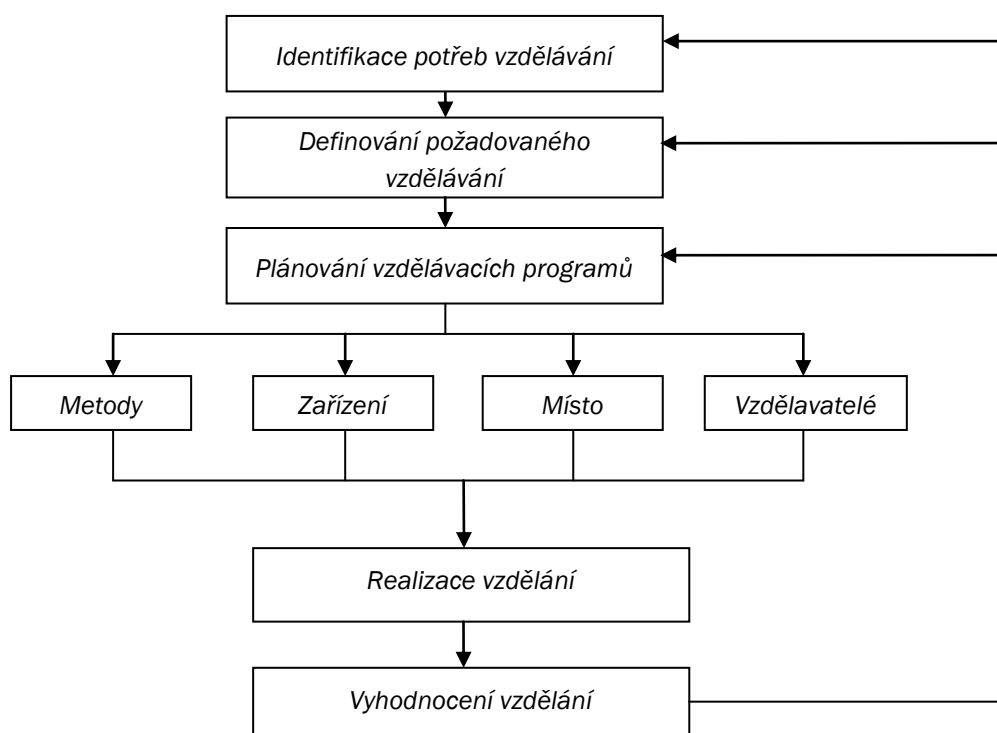 Identifikace potřeb vzdělávání
Definování požadovaného
vzdělávání
Plánování vzdělávacích programů
Metody
Zařízení
Místo
Vzdělavatelé
Realizace vzdělání
Vyhodnocení vzdělání